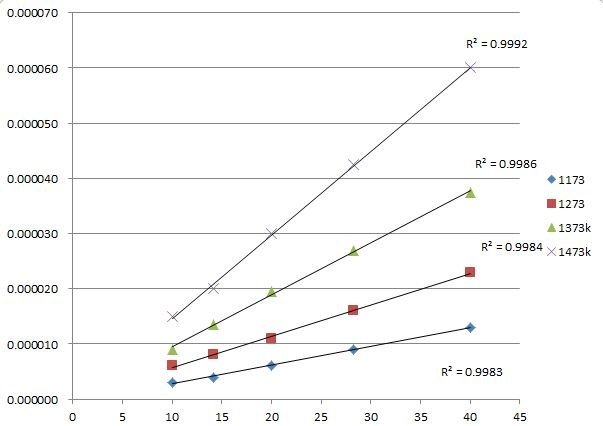 0.000070
R² = 0.9992
0.000060
0.000050
R² = 0.9986
0.000040
1173
1273
0.000030
1373k
R² = 0.9984
1473k
0.000020
0.000010
R² = 0.9983
0.000000
0 5 10 15 20 25 30 35 40 45